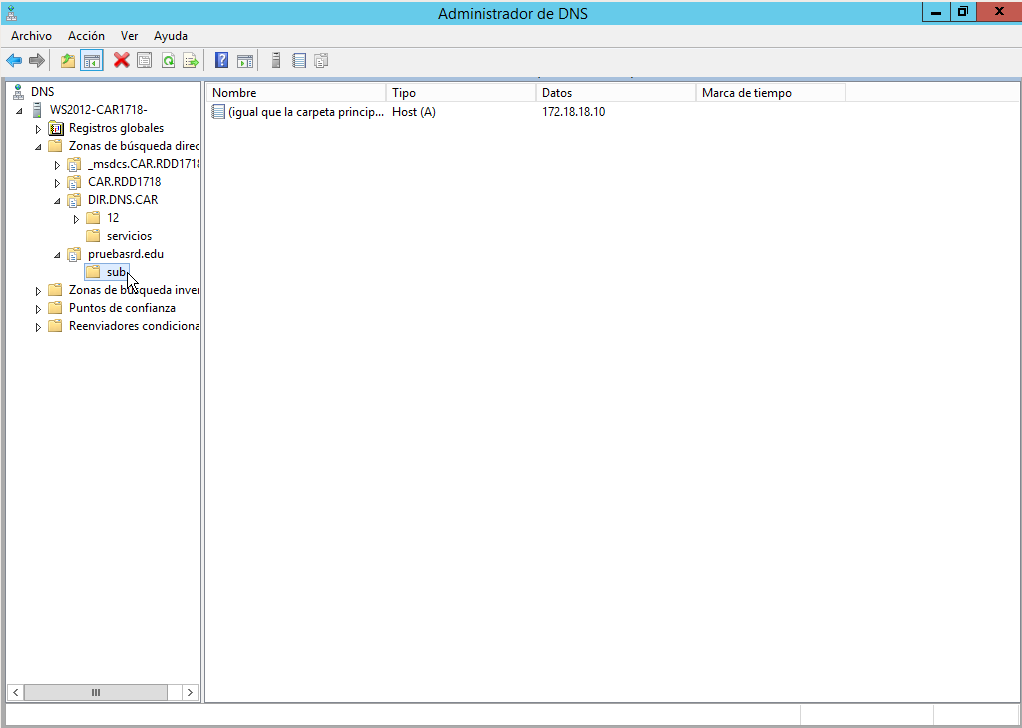 Administrador de DNS
Archivo Acción Ver Ayuda
DNS
WS2012-CAR1718-
Registros globales
Zonas de búsqueda direc
_msdcs.CAR.RDD1718
CAR.RDD1718
DIR.DNS.CAR
12
servicios
pruebasrd.edu
sub
Zonas de búsqueda inver
Puntos de confianza
Reenviadores condiciona
Nombre Tipo Datos Marca de tiempo
(igual que la carpeta princip... Host (A) 172.18.18.10